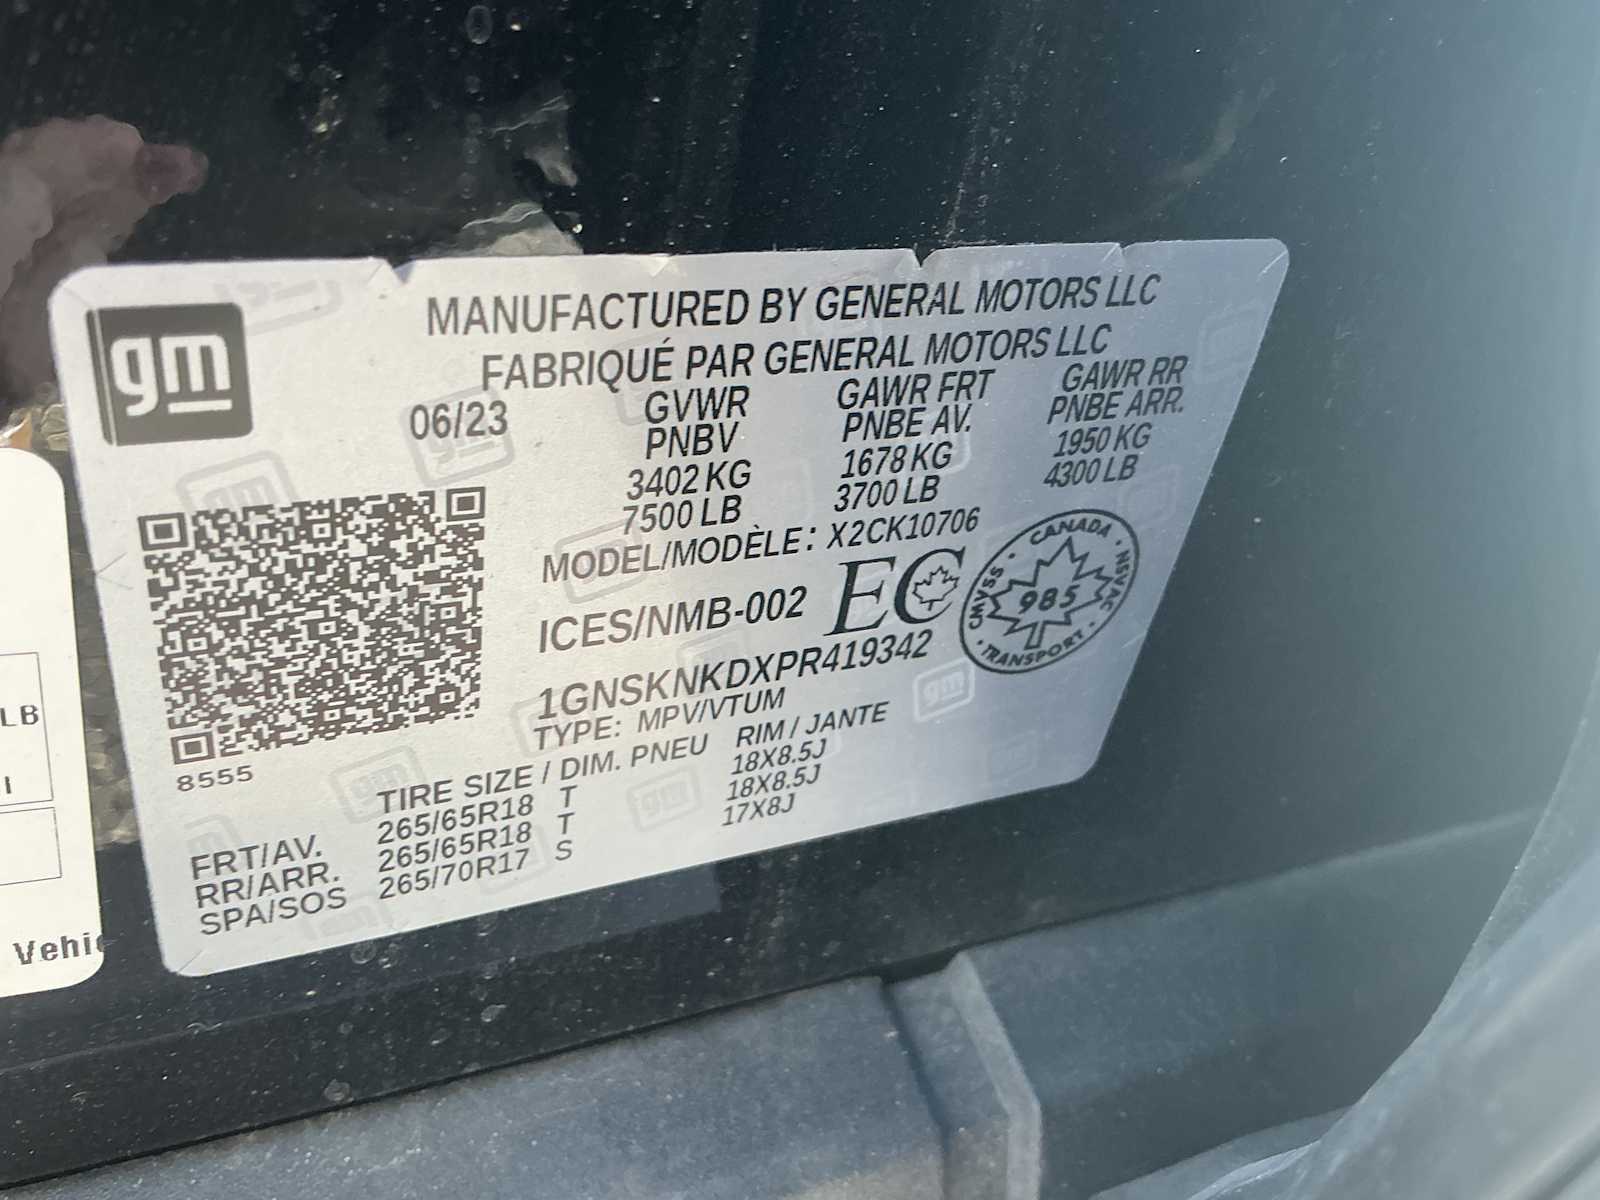 gm
MANUFACTURED BY GENERAL MOTORS LLC
FABRIQUÉ PAR GENERAL MOTORS LLC
06/23 GVWR GAWR FRT GAWR RR
PNBV PNBE AV. PNBE ARR.
3402 KG 1678 KG 1950 KG
7500 LB 3700 LB 4300 LB
MODEL/MODÈLE: X2CK10706
ICES/NMB-002 EC
CANADA
CMVSS 985 NSVAC
TRANSPORT
1GNSKNKDXPR419342
TYPE: MPV/VTUM
8555
TIRE SIZE / DIM. PNEU RIM / JANTE
FRT/AV. 265/65R18 T 18X8.5J
RR/ARR. 265/65R18 T 18X8.5J
SPA/SOS 265/70R17 S 17X8J
LB
Vehic